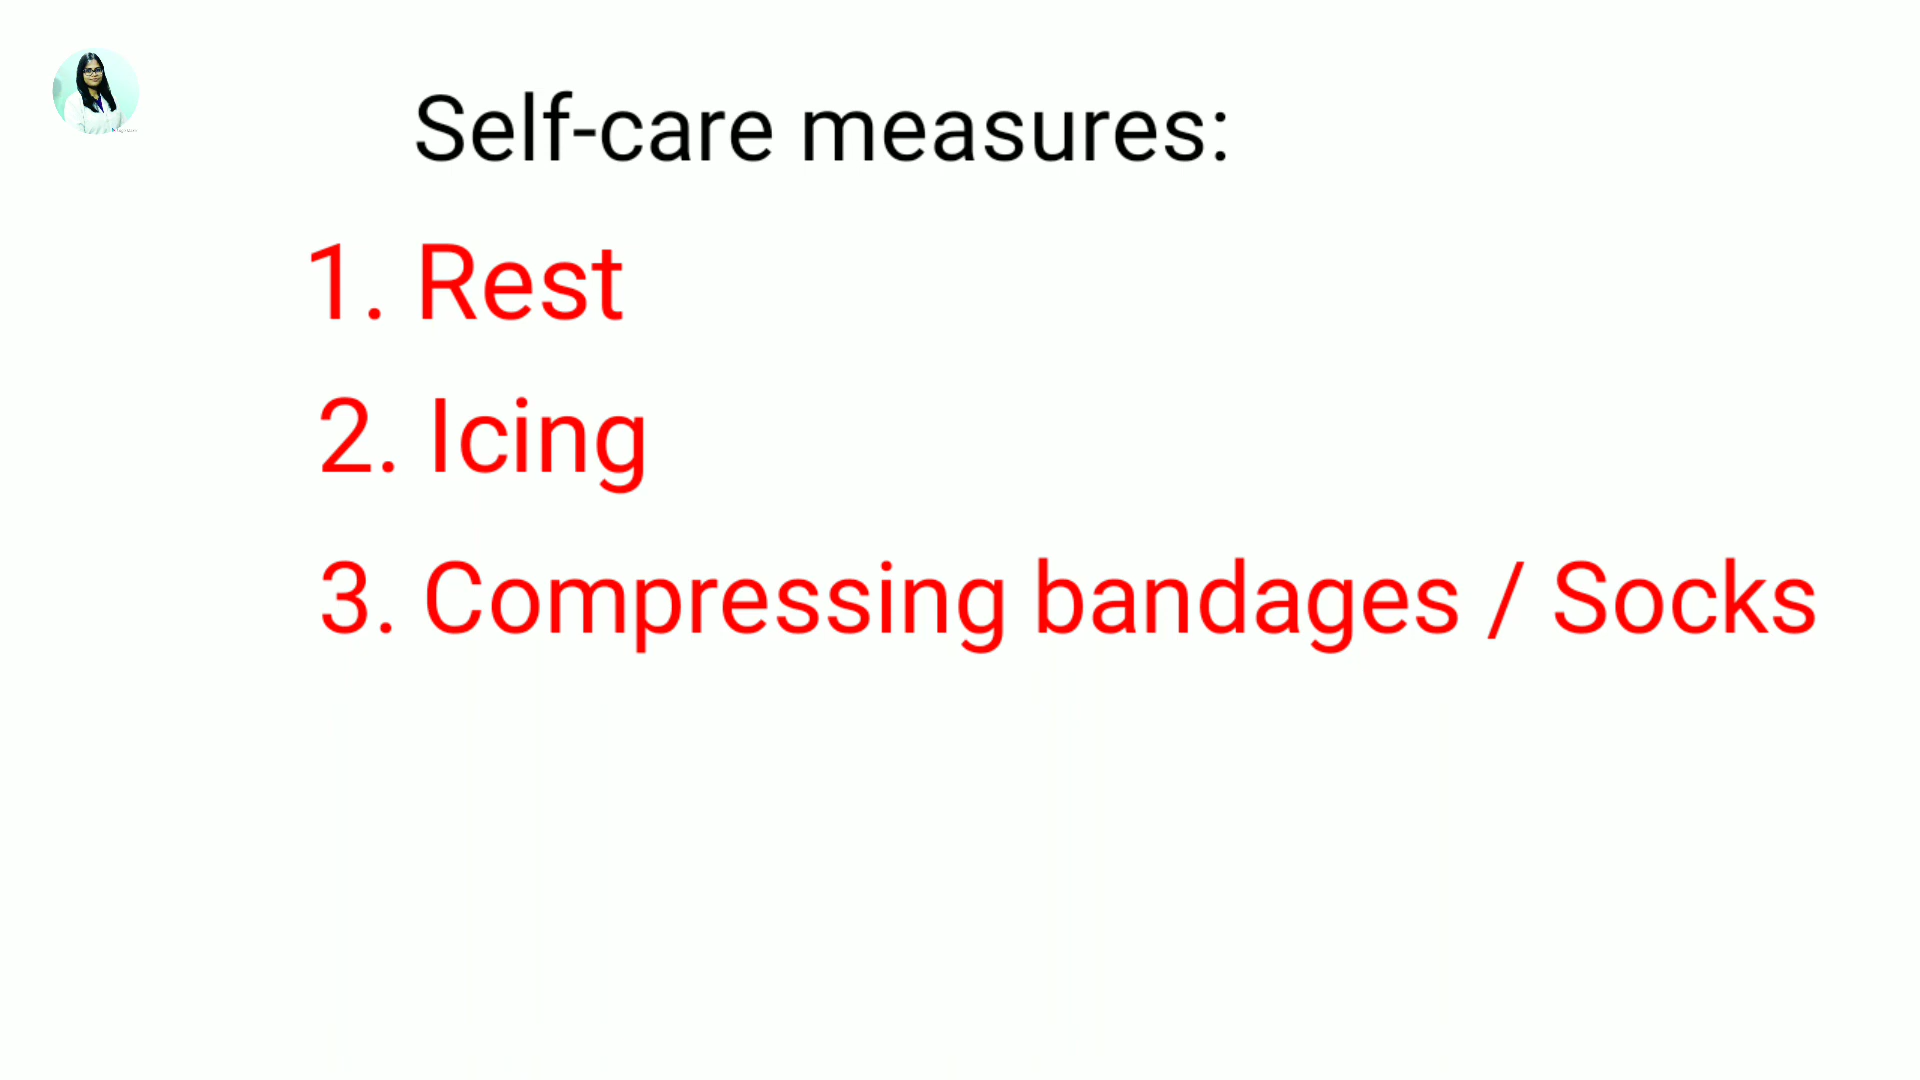 Self-care measures:
1. Rest
2. Icing
3. Compressing bandages / Socks